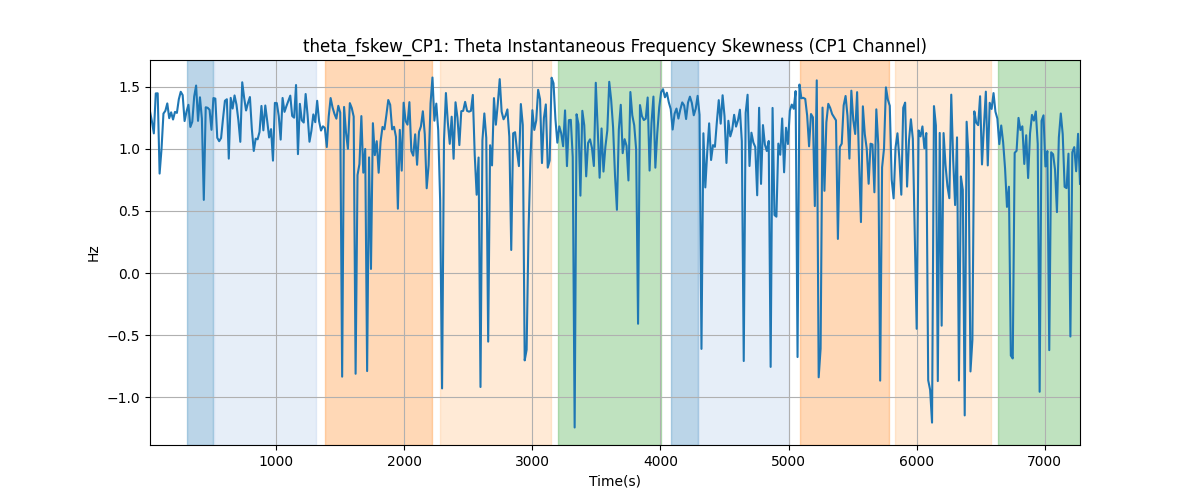 theta_fskew_CP1: Theta Instantaneous Frequency Skewness (CP1 Channel)
1.5
1.0
0.5
0.0
−0.5
−1.0
Hz
1000 2000 3000 4000 5000 6000 7000
Time(s)